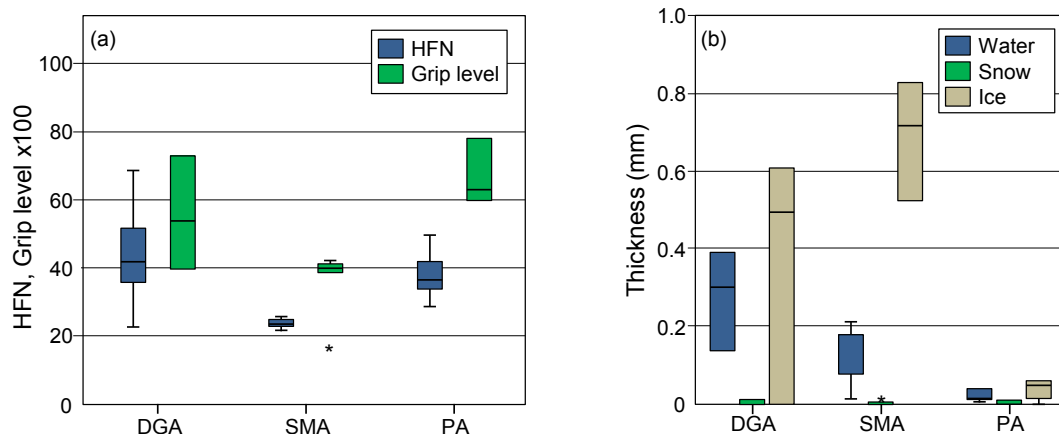 (a)
HFN
Grip level
HFN, Grip level x100
100
80
60
40
20
0
*
DGA
SMA
PA
(b)
Water
Snow
Ice
Thickness (mm)
1.0
0.8
0.6
0.4
0.2
0
*
DGA
SMA
PA